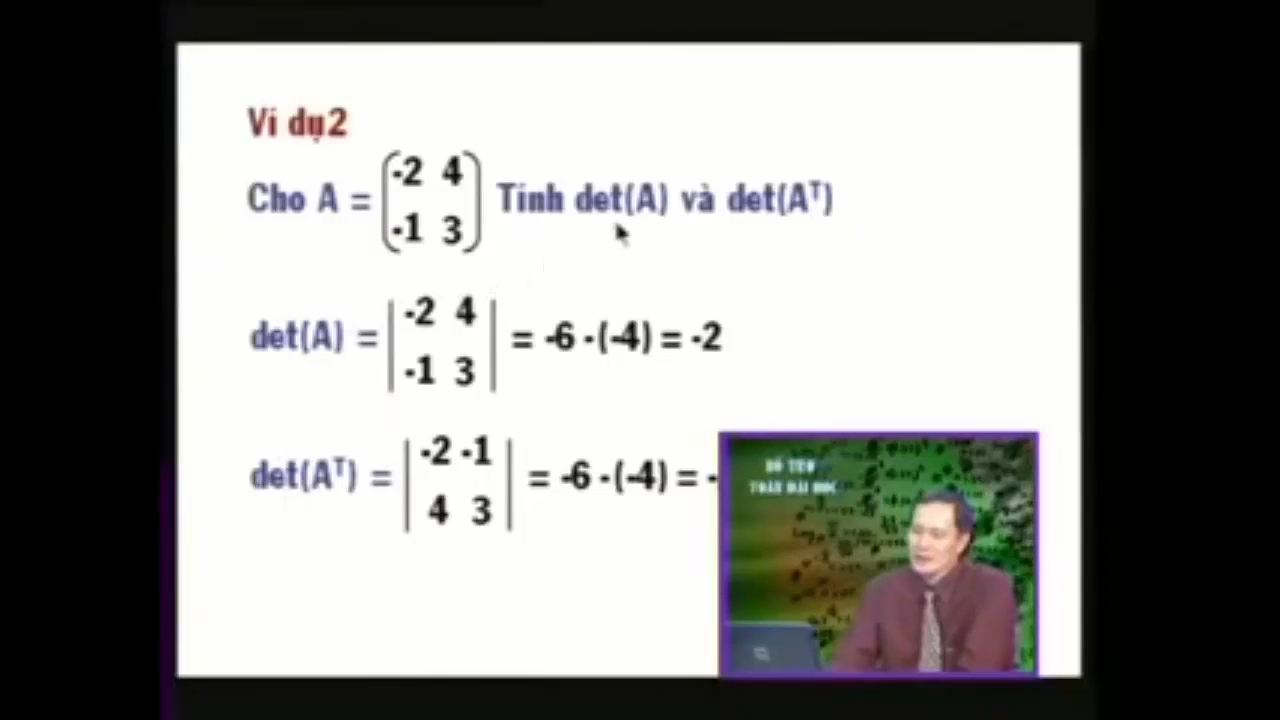 Ví dụ2
Cho A = (-2 4
-1 3) Tính det(A) và det(Aᵀ)
det(A) = |-2 4
-1 3| = -6 -(-4) = -2
det(Aᵀ) = |-2 -1
4 3| = -6 -(-4) = -